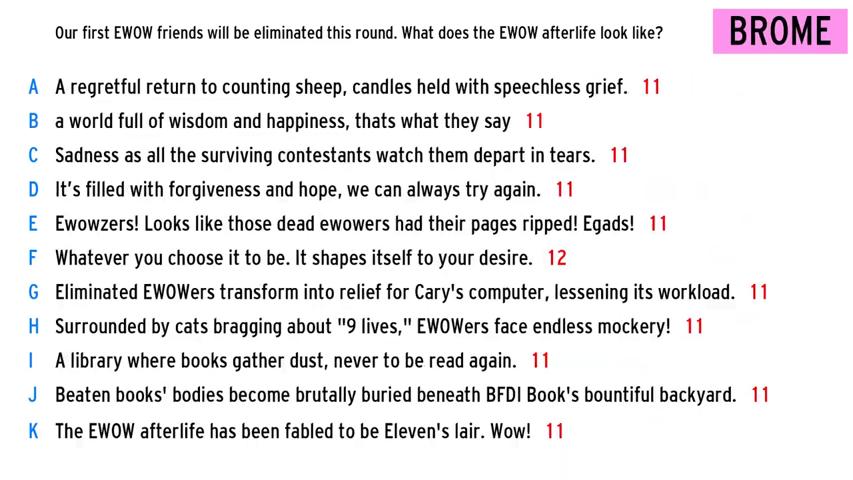 Our first EWOW friends will be eliminated this round. What does the EWOW afterlife look like?
BROME
A A regretful return to counting sheep, candles held with speechless grief. 11
B a world full of wisdom and happiness, thats what they say 11
C Sadness as all the surviving contestants watch them depart in tears. 11
D It's filled with forgiveness and hope, we can always try again. 11
E Ewowzers! Looks like those dead ewowers had their pages ripped! Egads! 11
F Whatever you choose it to be. It shapes itself to your desire. 12
G Eliminated EWOWers transform into relief for Cary's computer, lessening its workload. 11
H Surrounded by cats bragging about "9 lives," EWOWers face endless mockery! 11
I A library where books gather dust, never to be read again. 11
J Beaten books' bodies become brutally buried beneath BFDI Book's bountiful backyard. 11
K The EWOW afterlife has been fabled to be Eleven's lair. Wow! 11